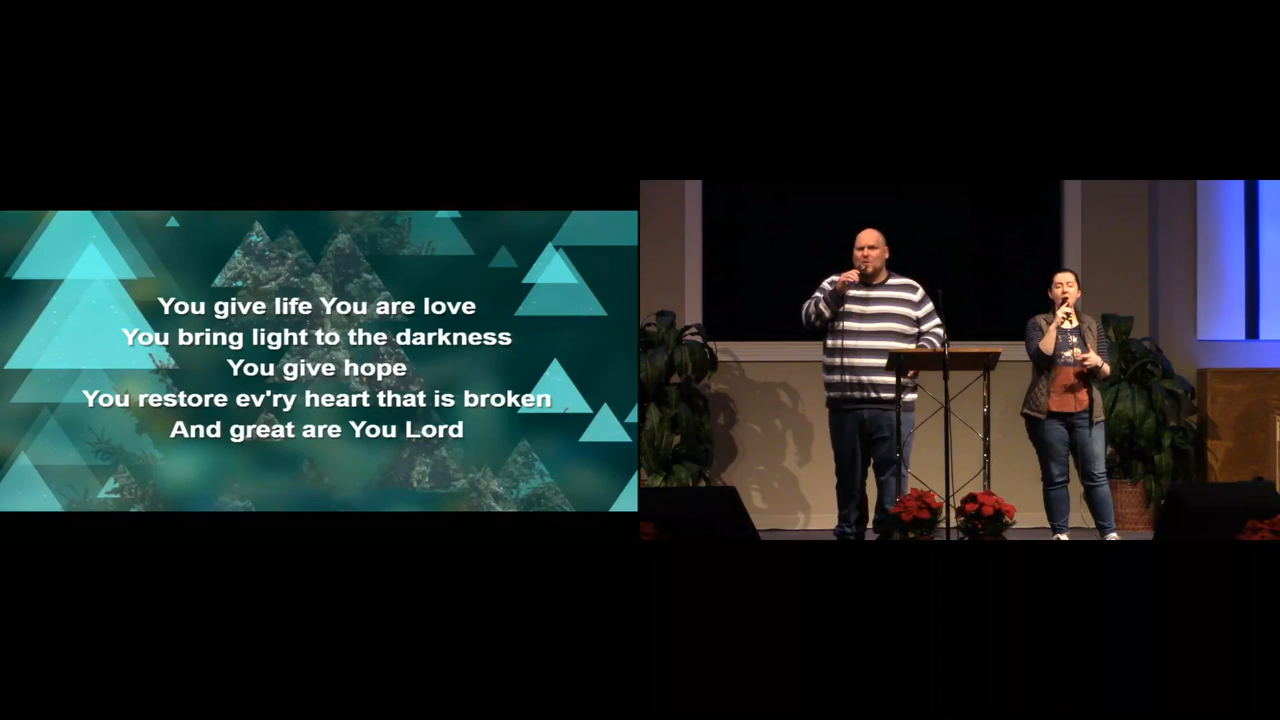 You give life You are love
You bring light to the darkness
You give hope
You restore ev'ry heart that is broken
And great are You Lord